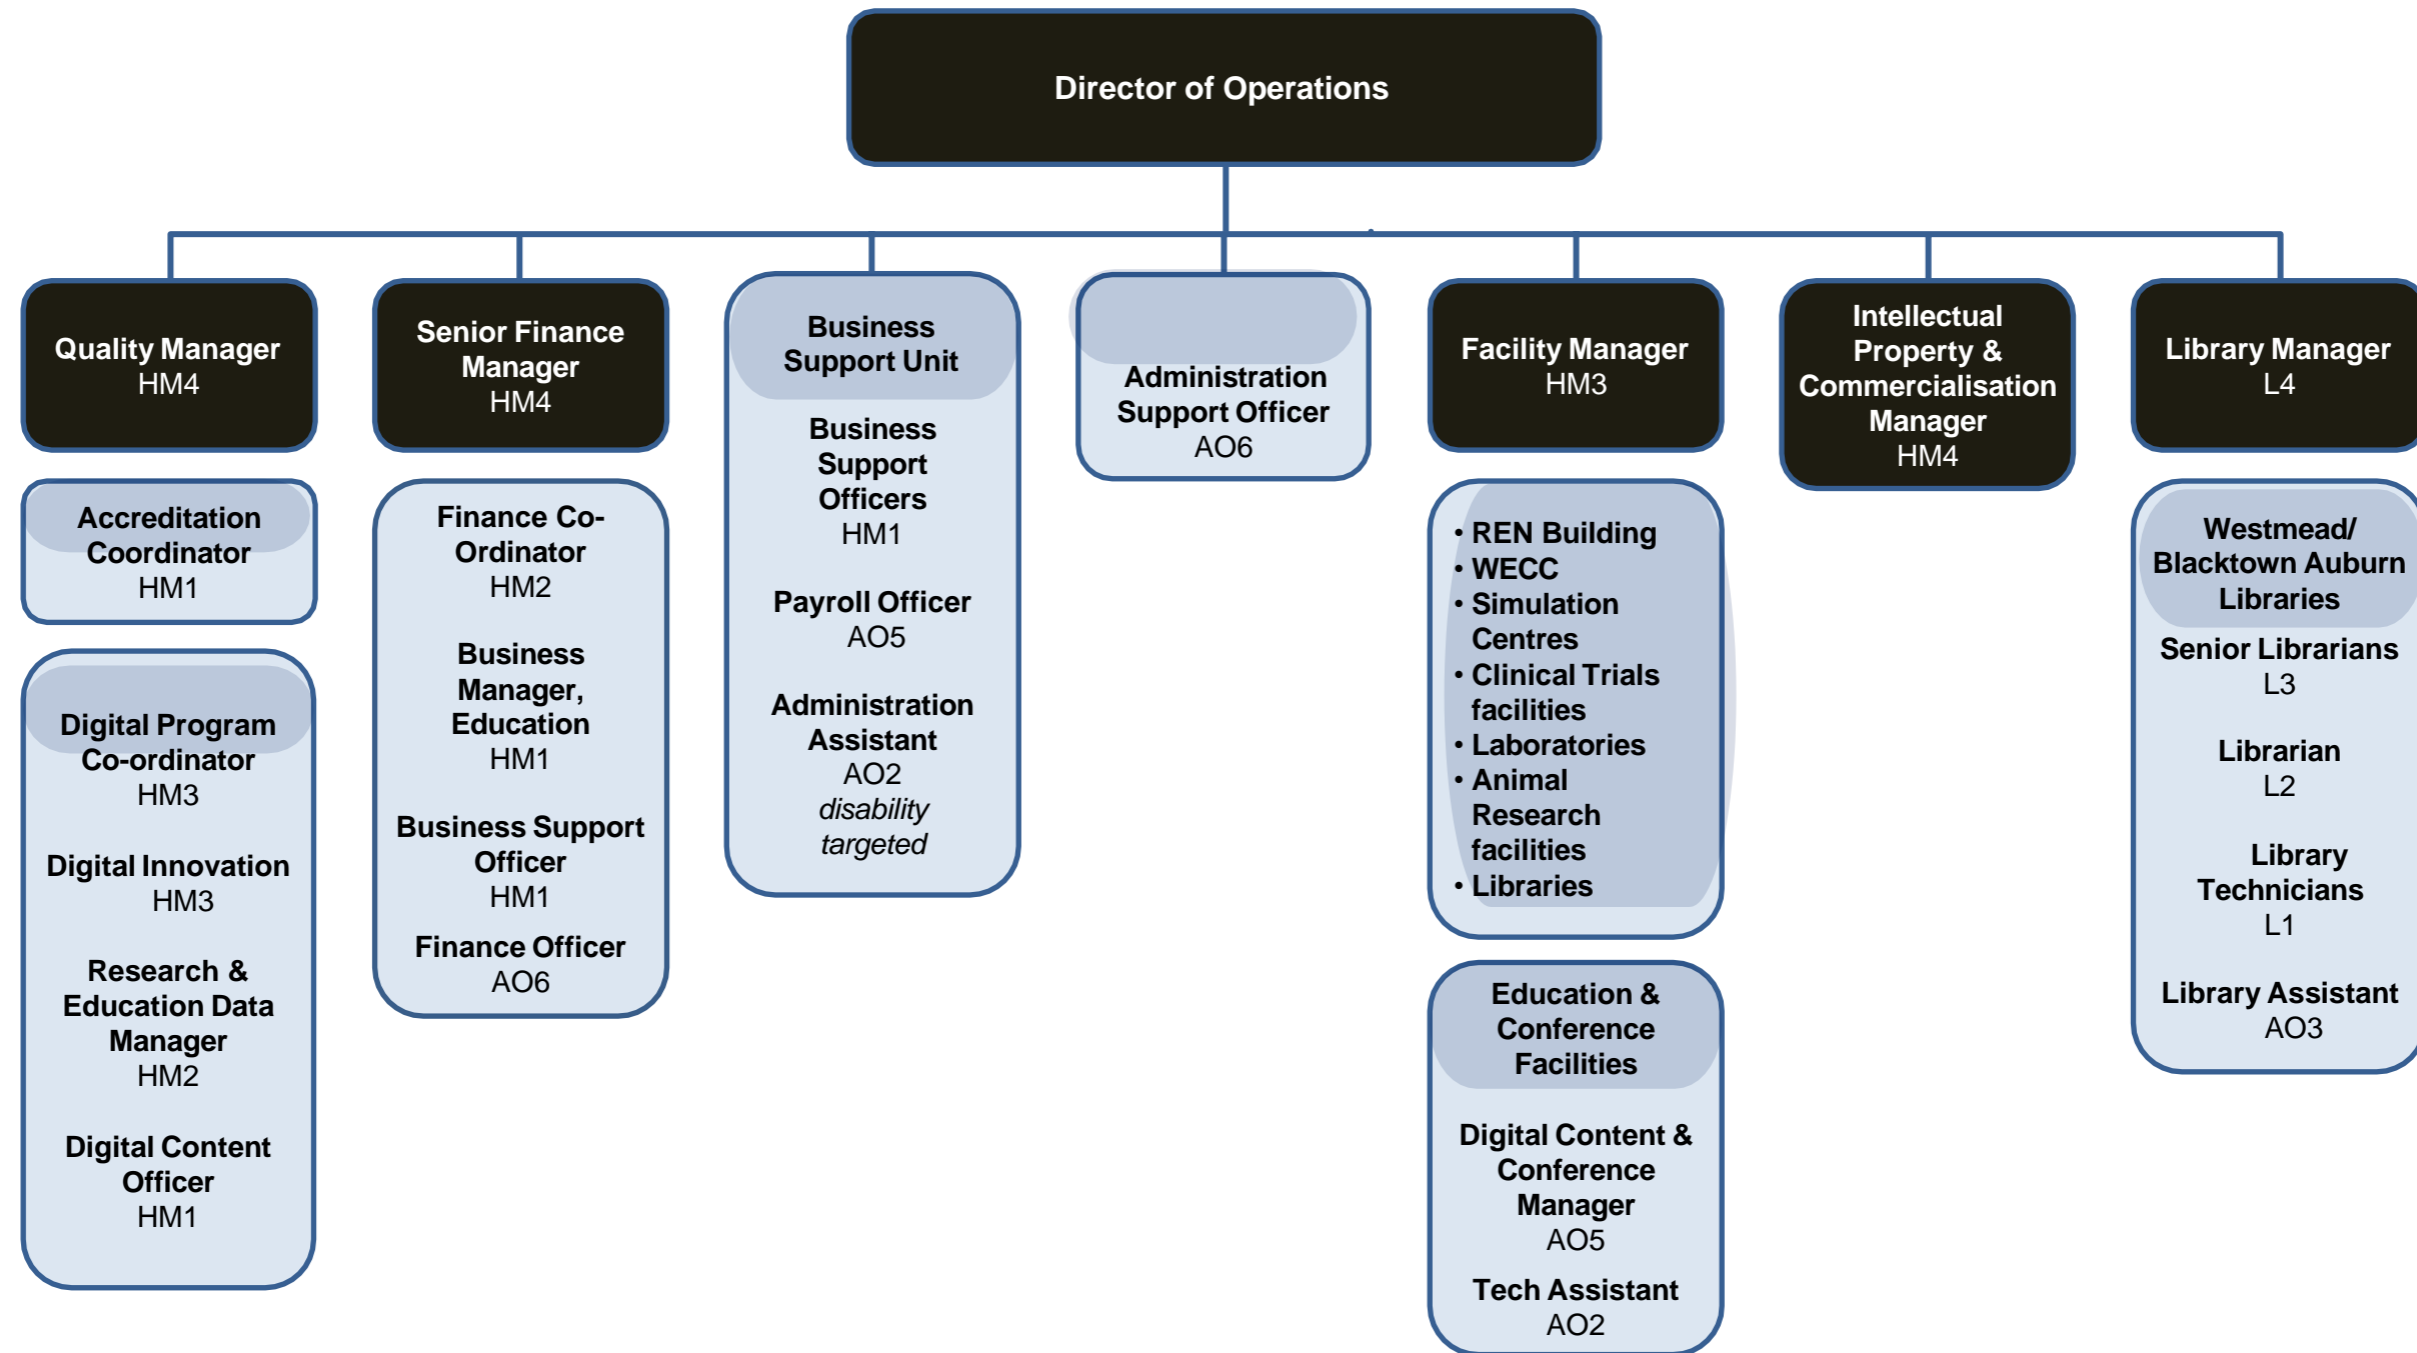 Director of Operations
Quality Manager
HM4
Accreditation
Coordinator
HM1
Digital Program
Co-ordinator
HM3
Digital Innovation
HM3
Research &
Education Data
Manager
HM2
Digital Content
Officer
HM1
Senior Finance
Manager
HM4
Finance Co-
Ordinator
HM2
Business
Manager,
Education
HM1
Business Support
Officer
HM1
Finance Officer
AO6
Business
Support Unit
Business
Support
Officers
HM1
Payroll Officer
AO5
Administration
Assistant
AO2
disability
targeted
Administration
Support Officer
AO6
Facility Manager
HM3
• REN Building
• WECC
• Simulation
Centres
• Clinical Trials
facilities
• Laboratories
• Animal
Research
facilities
• Libraries
Education &
Conference
Facilities
Digital Content &
Conference
Manager
AO5
Tech Assistant
AO2
Intellectual
Property &
Commercialisation
Manager
HM4
Library Manager
L4
Westmead/
Blacktown Auburn
Libraries
Senior Librarians
L3
Librarian
L2
Library
Technicians
L1
Library Assistant
AO3